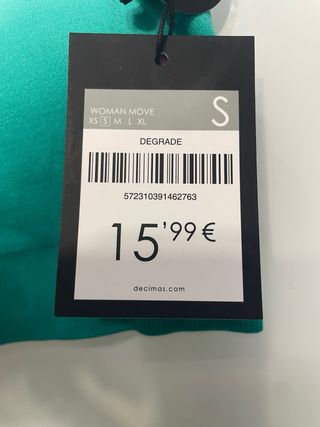 WOMAN MOVE
XS S M L XL
S
DEGRADE
572310391462763
15'99 €
decimas.com